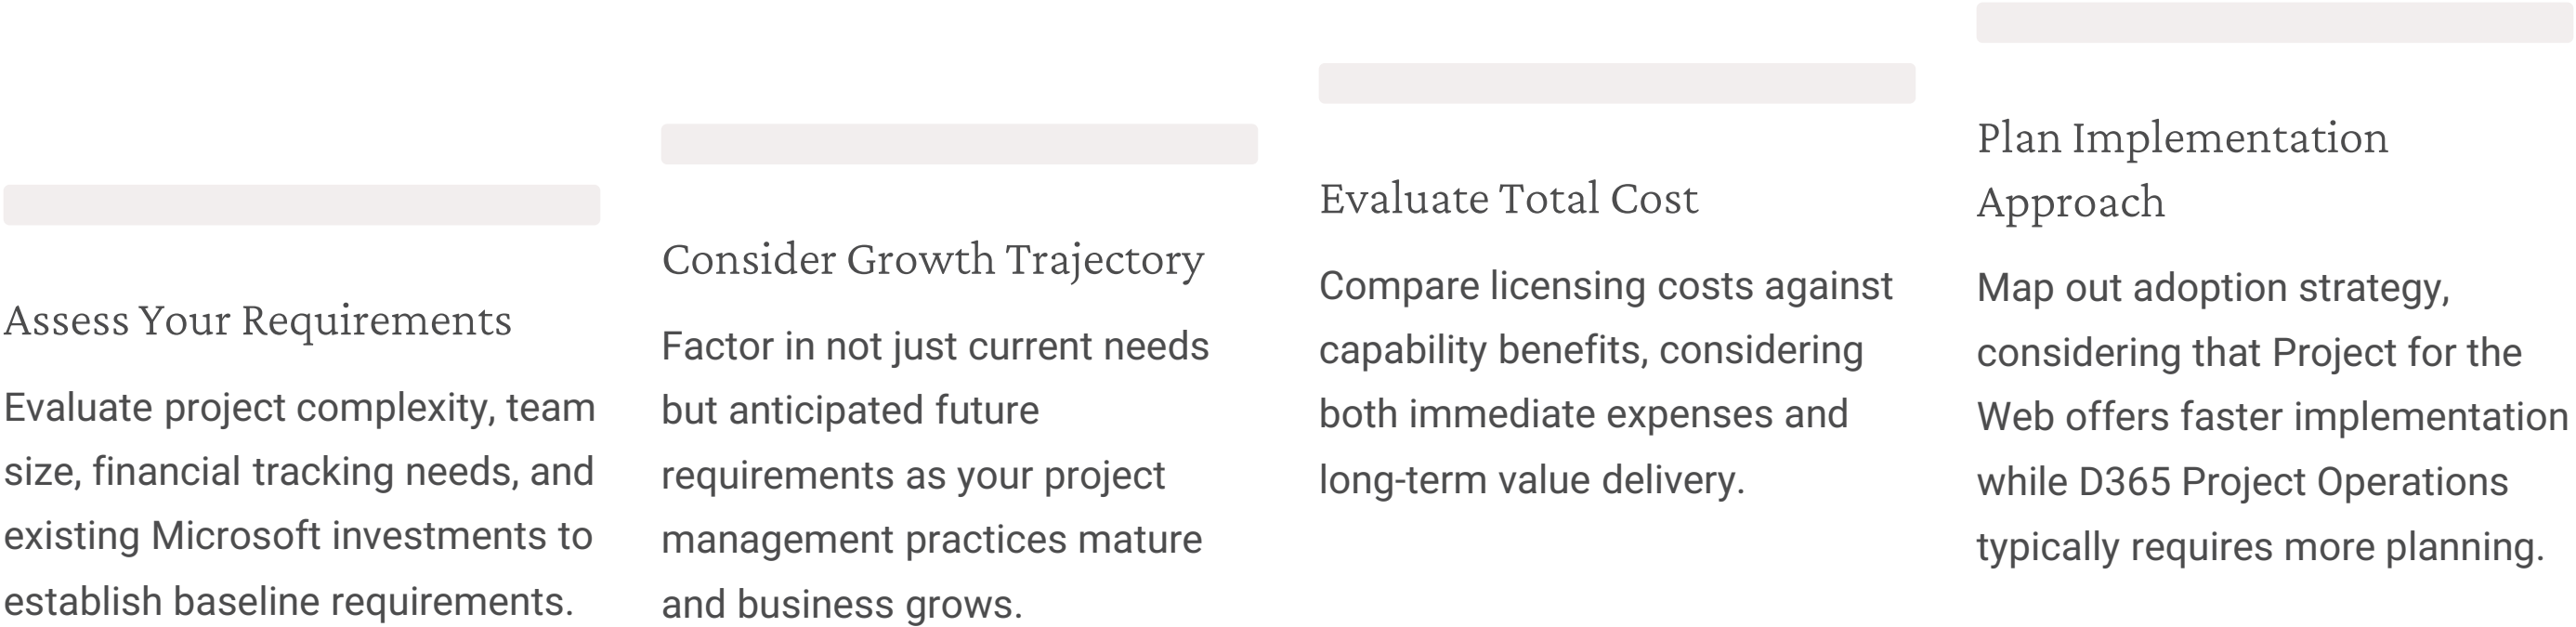 Assess Your Requirements
Evaluate project complexity, team
size, financial tracking needs, and
existing Microsoft investments to
establish baseline requirements.
Consider Growth Trajectory
Factor in not just current needs
but anticipated future
requirements as your project
management practices mature
and business grows.
Evaluate Total Cost
Compare licensing costs against
capability benefits, considering
both immediate expenses and
long-term value delivery.
Plan Implementation
Approach
Map out adoption strategy,
considering that Project for the
Web offers faster implementation
while D365 Project Operations
typically requires more planning.